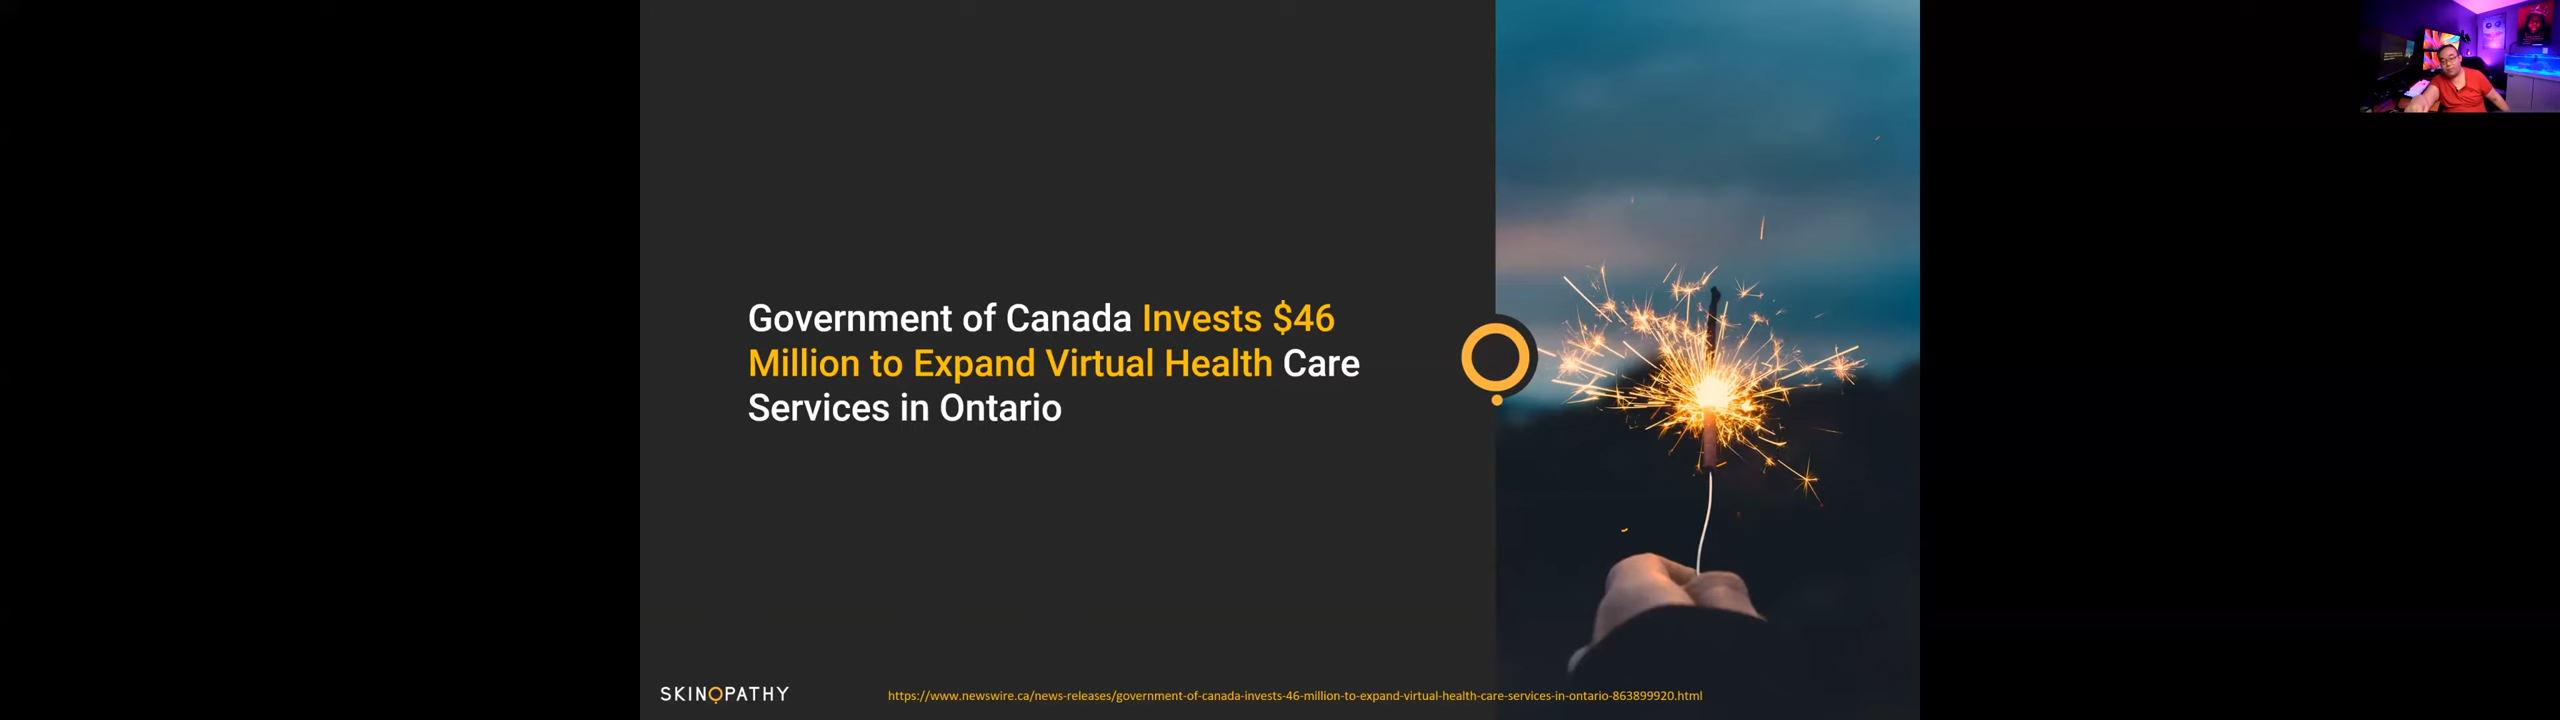 Government of Canada Invests $46
Million to Expand Virtual Health Care
Services in Ontario
SKINOPATHY
https://www.newswire.ca/news-releases/government-of-canada-invests-46-million-to-expand-virtual-health-care-services-in-ontario-863899920.html